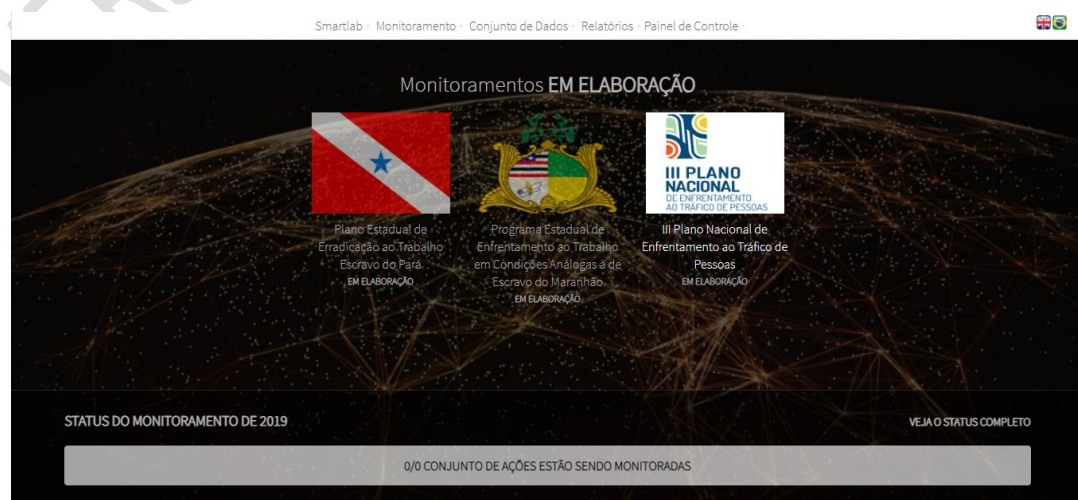 Smartlab · Monitoramento · Conjunto de Dados · Relatórios · Painel de Controle ·
Monitoramentos EM ELABORAÇÃO
III PLANO
NACIONAL
DE ENFRENTAMENTO
AO TRÁFICO DE PESSOAS
Plano Estadual de
Erradicação ao Trabalho
Escravo do Pará
EM ELABORAÇÃO
Programa Estadual de
Enfrentamento ao Trabalho
em Condições Análogas à de
Escravo do Maranhão
EM ELABORAÇÃO
III Plano Nacional de
Enfrentamento ao Tráfico de
Pessoas
EM ELABORAÇÃO
STATUS DO MONITORAMENTO DE 2019
VEJA O STATUS COMPLETO
0/0 CONJUNTO DE AÇÕES ESTÃO SENDO MONITORADAS